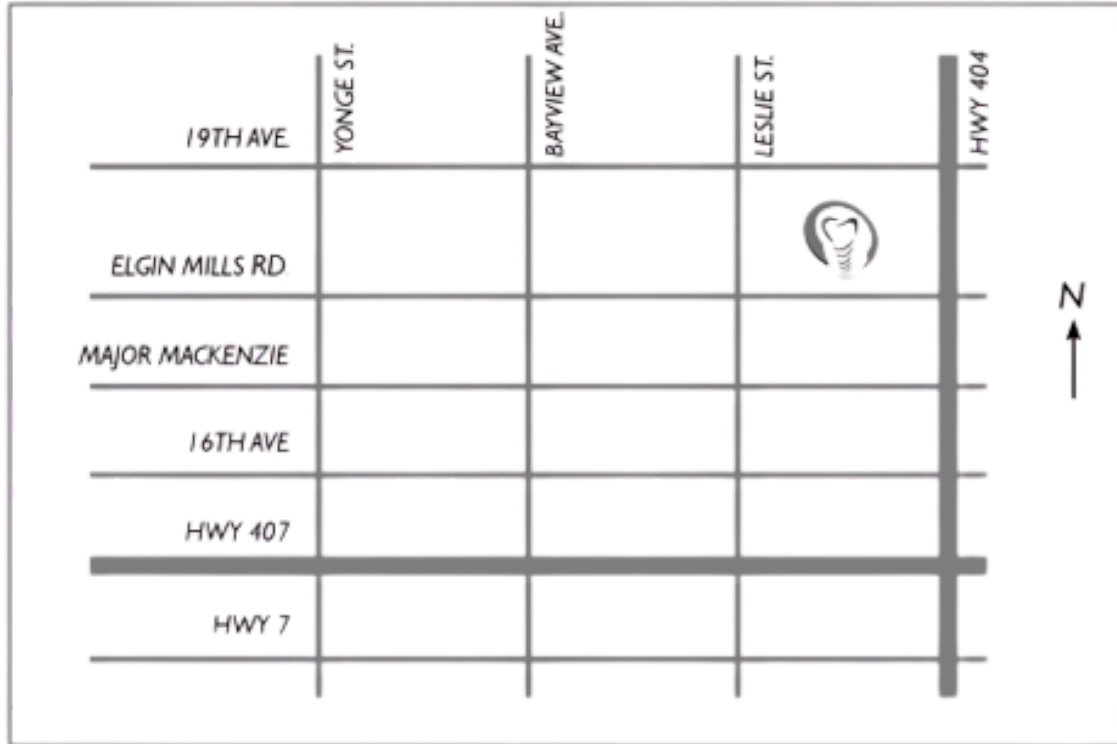 YONGE ST.
BAYVIEW AVE.
LESLIE ST.
HWY 404
19TH AVE.
ELGIN MILLS RD.
MAJOR MACKENZIE
16TH AVE
HWY 407
HWY 7
N